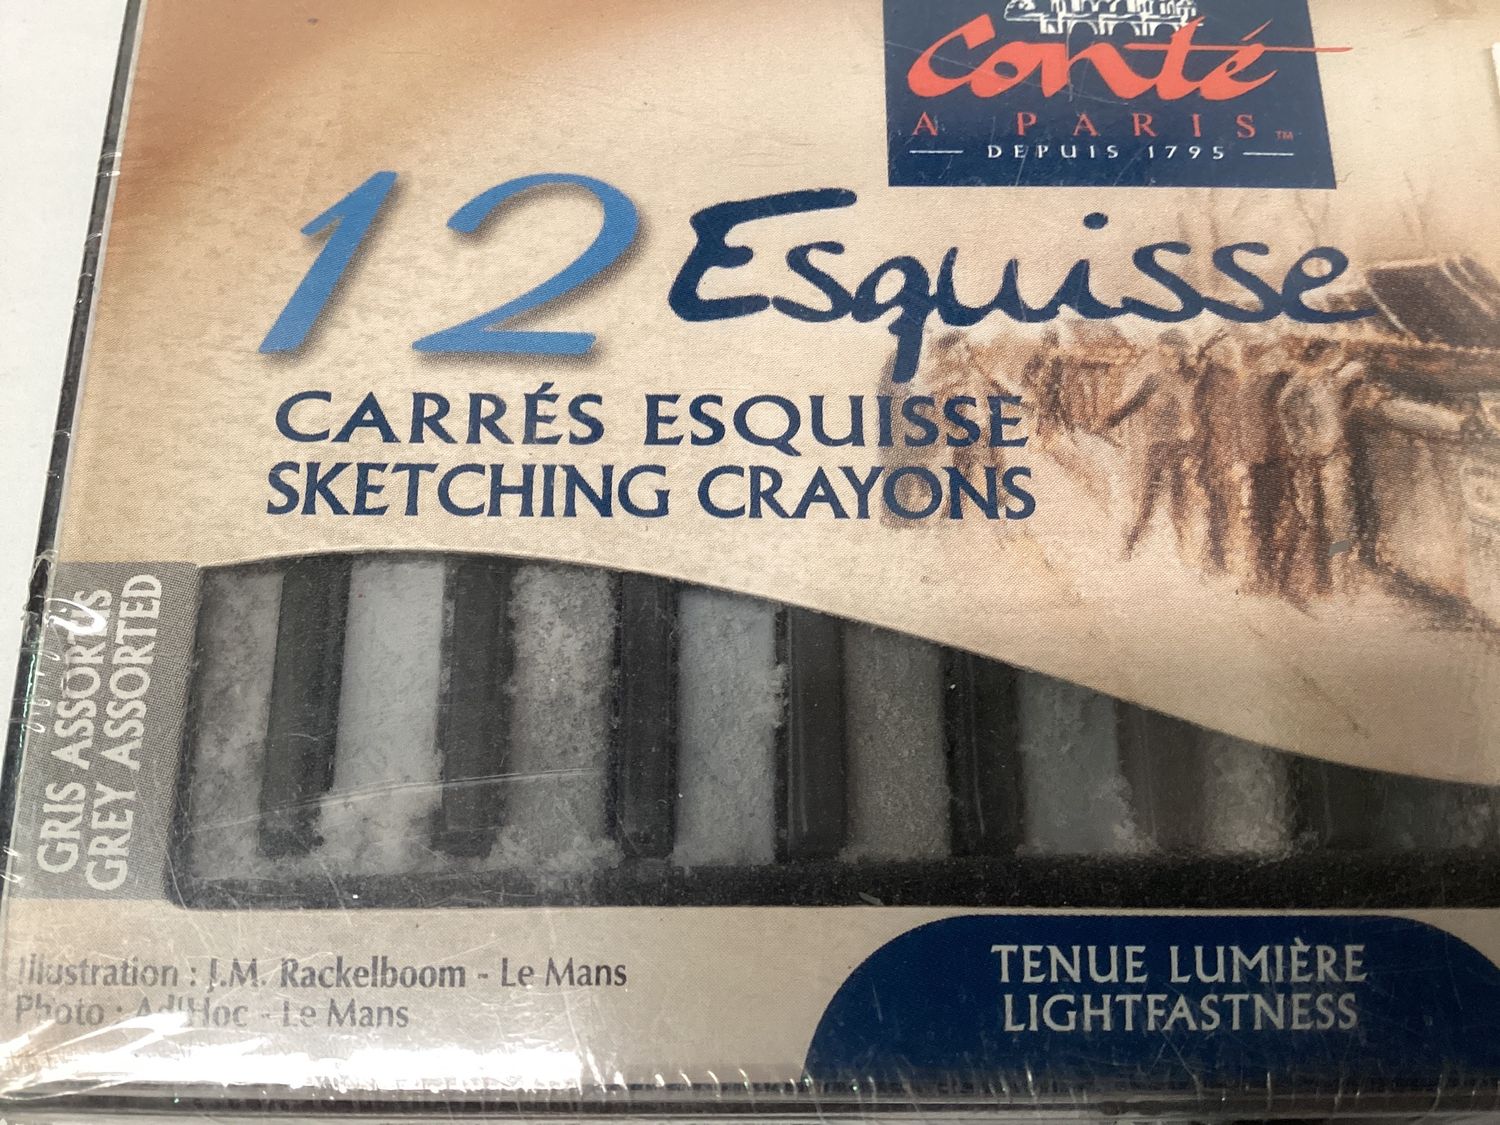 Conté
A PARIS™
DEPUIS 1795
12 Esquisse
CARRÉS ESQUISSE
SKETCHING CRAYONS
GRIS ASSORTIS
GREY ASSORTED
Illustration : J.M. Rackelboom - Le Mans
Photo : Ad'Hoc - Le Mans
TENUE LUMIÈRE
LIGHTFASTNESS